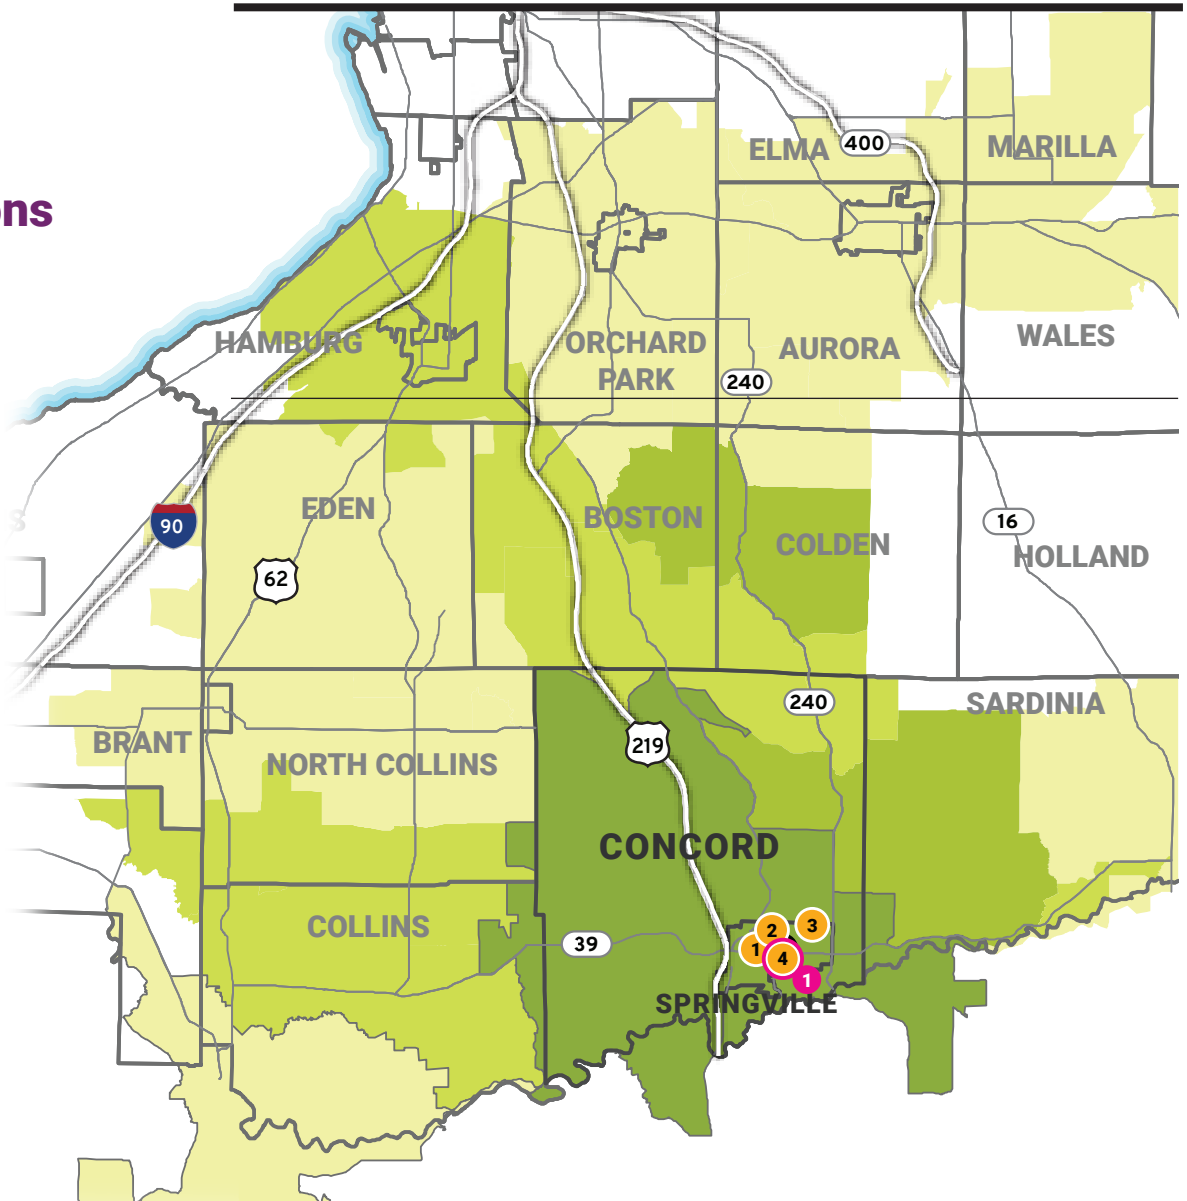 ons
ELMA
400
MARILLA
HAMBURG
ORCHARD
PARK
AURORA
WALES
240
EDEN
BOSTON
COLDEN
16
HOLLAND
90
S
62
240
SARDINIA
BRANT
219
NORTH COLLINS
CONCORD
COLLINS
39
2
3
1
4
1
SPRINGVILLE